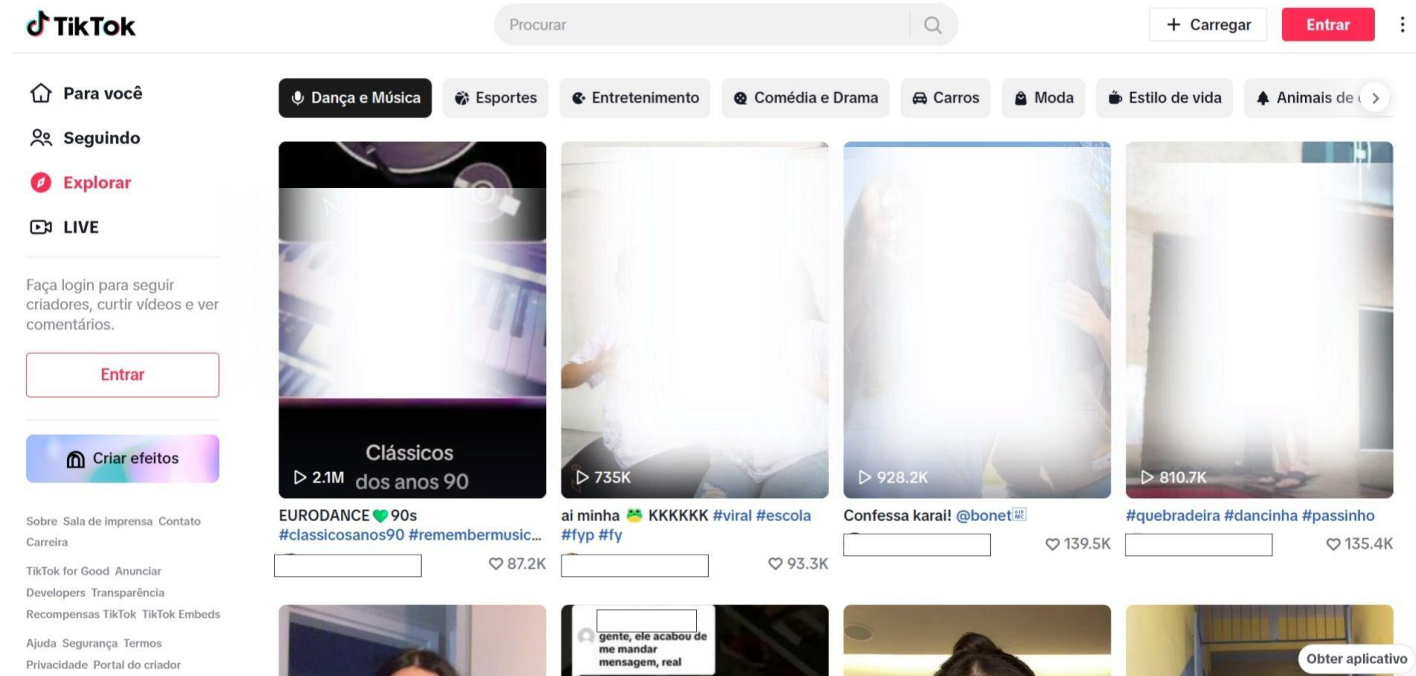 TikTok
Procurar
Carregar
Entrar
Para você
Seguindo
Explorar
LIVE
Faça login para seguir
criadores, curtir vídeos e ver
comentários.
Entrar
Criar efeitos
Sobre Sala de imprensa Contato
Carreira
TikTok for Good Anunciar
Developers Transparência
Recompensas TikTok TikTok Embeds
Ajuda Segurança Termos
Privacidade Portal do criador
Dança e Música
Esportes
Entretenimento
Comédia e Drama
Carros
Moda
Estilo de vida
Animais de
Clássicos
dos anos 90
2.1M
EURODANCE💚90s
#classicosanos90 #remembermusic...
87.2K
735K
ai minha 🐸 KKKKKK #viral #escola
#fyp #fy
93.3K
928.2K
Confessa karai! @bonet
139.5K
810.7K
#quebradeira #dancinha #passinho
135.4K
gente, ele acabou de
me mandar
mensagem, real
Obter aplicativo